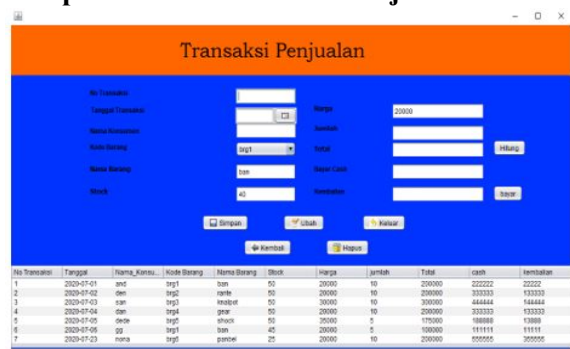 Transaksi Penjualan
No Transaksi
Tanggal Transaksi
Nama Konsumen
Kode Barang
brg1
Nama Barang
ban
Stock
40
Harga
20000
Jumlah
Total
Hitung
Bayar Cash
Kembalian
bayar
Simpan
Ubah
Keluar
Kembali
Hapus
No Transaksi Tanggal Nama_Konsu... Kode Barang Nama Barang Stock Harga jumlah Total cash kembalian
1 2020-07-01 and brg1 ban 50 20000 10 200000 222222 22222
2 2020-07-02 den brg2 rante 50 20000 10 200000 333333 133333
3 2020-07-03 san brg3 knalpot 50 30000 10 300000 444444 144444
4 2020-07-04 dan brg4 gear 50 20000 10 200000 333333 133333
5 2020-07-05 dede brg5 shock 50 35000 5 175000 188888 13888
6 2020-07-06 gg brg1 ban 45 20000 5 100000 111111 11111
7 2020-07-23 nona brg6 panbel 25 20000 10 200000 555555 355555